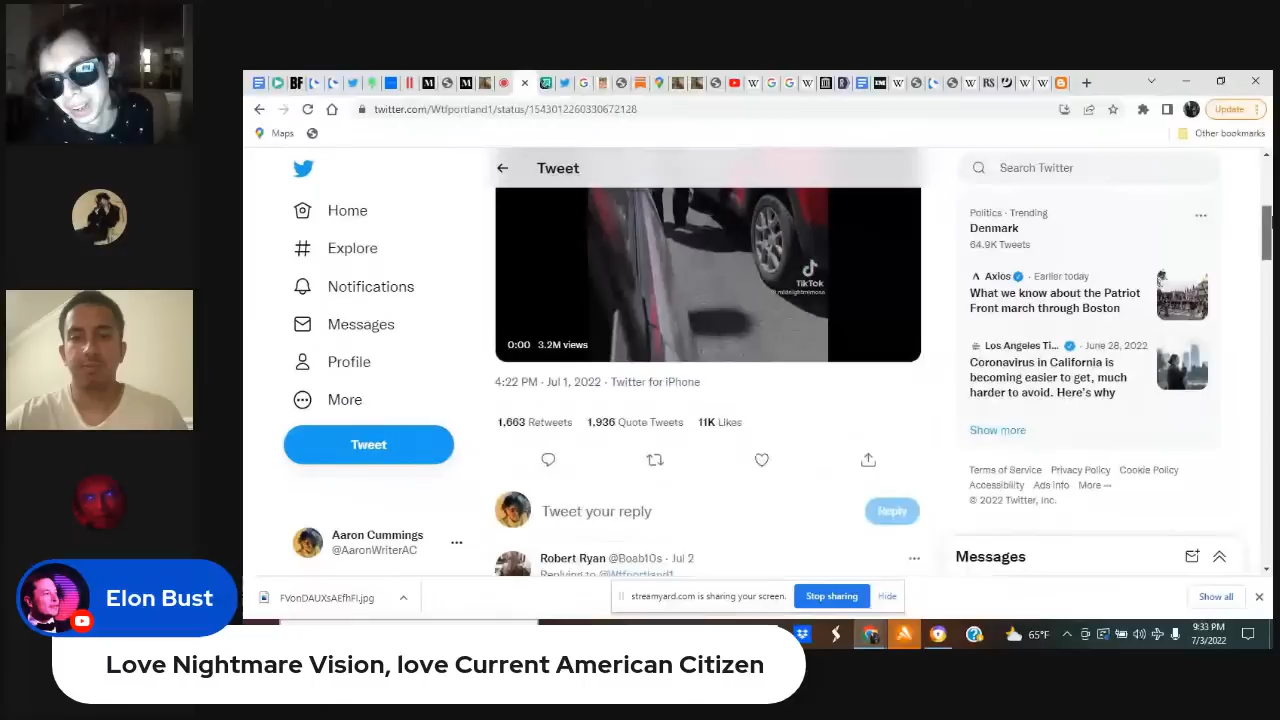 twitter.com/Wtfportland1/status/1543012260330672128
Update
Maps
Other bookmarks
Tweet
Search Twitter
Home
Explore
Notifications
Messages
Profile
More
Tweet
Aaron Cummings
@AaronWriterAC
TikTok
0:00 3.2M views
4:22 PM · Jul 1, 2022 · Twitter for iPhone
1,663 Retweets 1,936 Quote Tweets 11K Likes
Tweet your reply
Reply
Robert Ryan @Boab10s · Jul 2
Replying to @Wtfportland1
Politics · Trending
Denmark
64.9K Tweets
Axios · Earlier today
What we know about the Patriot
Front march through Boston
Los Angeles Ti... · June 28, 2022
Coronavirus in California is
becoming easier to get, much
harder to avoid. Here's why
Show more
Terms of Service Privacy Policy Cookie Policy
Accessibility Ads info More ···
© 2022 Twitter, Inc.
Messages
FVonDAUXsAEfhFI.jpg
streamyard.com is sharing your screen.
Stop sharing
Hide
Show all
65°F
9:33 PM
7/3/2022
Elon Bust
Love Nightmare Vision, love Current American Citizen